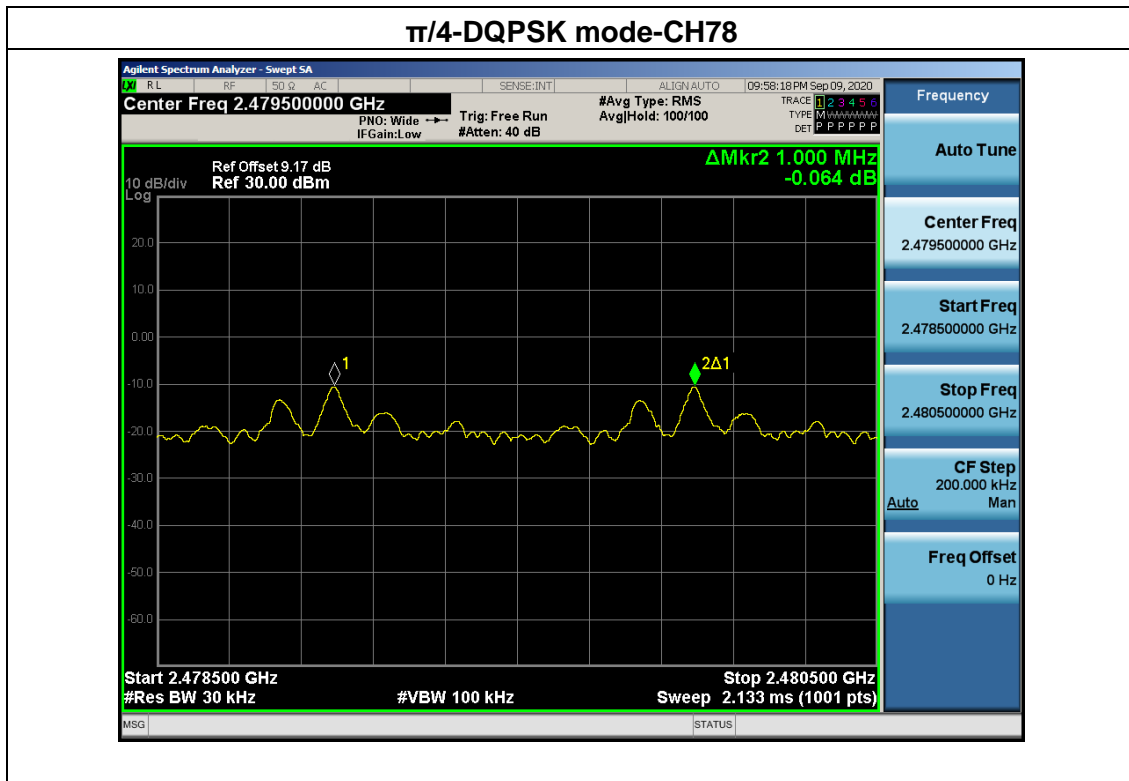 π/4-DQPSK mode-CH78
Agilent Spectrum Analyzer - Swept SA
LXI RL RF 50 Ω AC SENSE:INT ALIGN AUTO 09:58:18 PM Sep 09, 2020
Center Freq 2.479500000 GHz
PNO: Wide
IFGain:Low
Trig: Free Run
#Atten: 40 dB
#Avg Type: RMS
Avg|Hold: 100/100
TRACE 1 2 3 4 5 6
TYPE M
DET P P P P P P
Ref Offset 9.17 dB
10 dB/div Ref 30.00 dBm
Log
ΔMkr2 1.000 MHz
-0.064 dB
20.0
10.0
0.00
-10.0
-20.0
-30.0
-40.0
-50.0
-60.0
1
2Δ1
Start 2.478500 GHz Stop 2.480500 GHz
#Res BW 30 kHz #VBW 100 kHz Sweep 2.133 ms (1001 pts)
MSG STATUS
Frequency
Auto Tune
Center Freq
2.479500000 GHz
Start Freq
2.478500000 GHz
Stop Freq
2.480500000 GHz
CF Step
200.000 kHz
Auto Man
Freq Offset
0 Hz